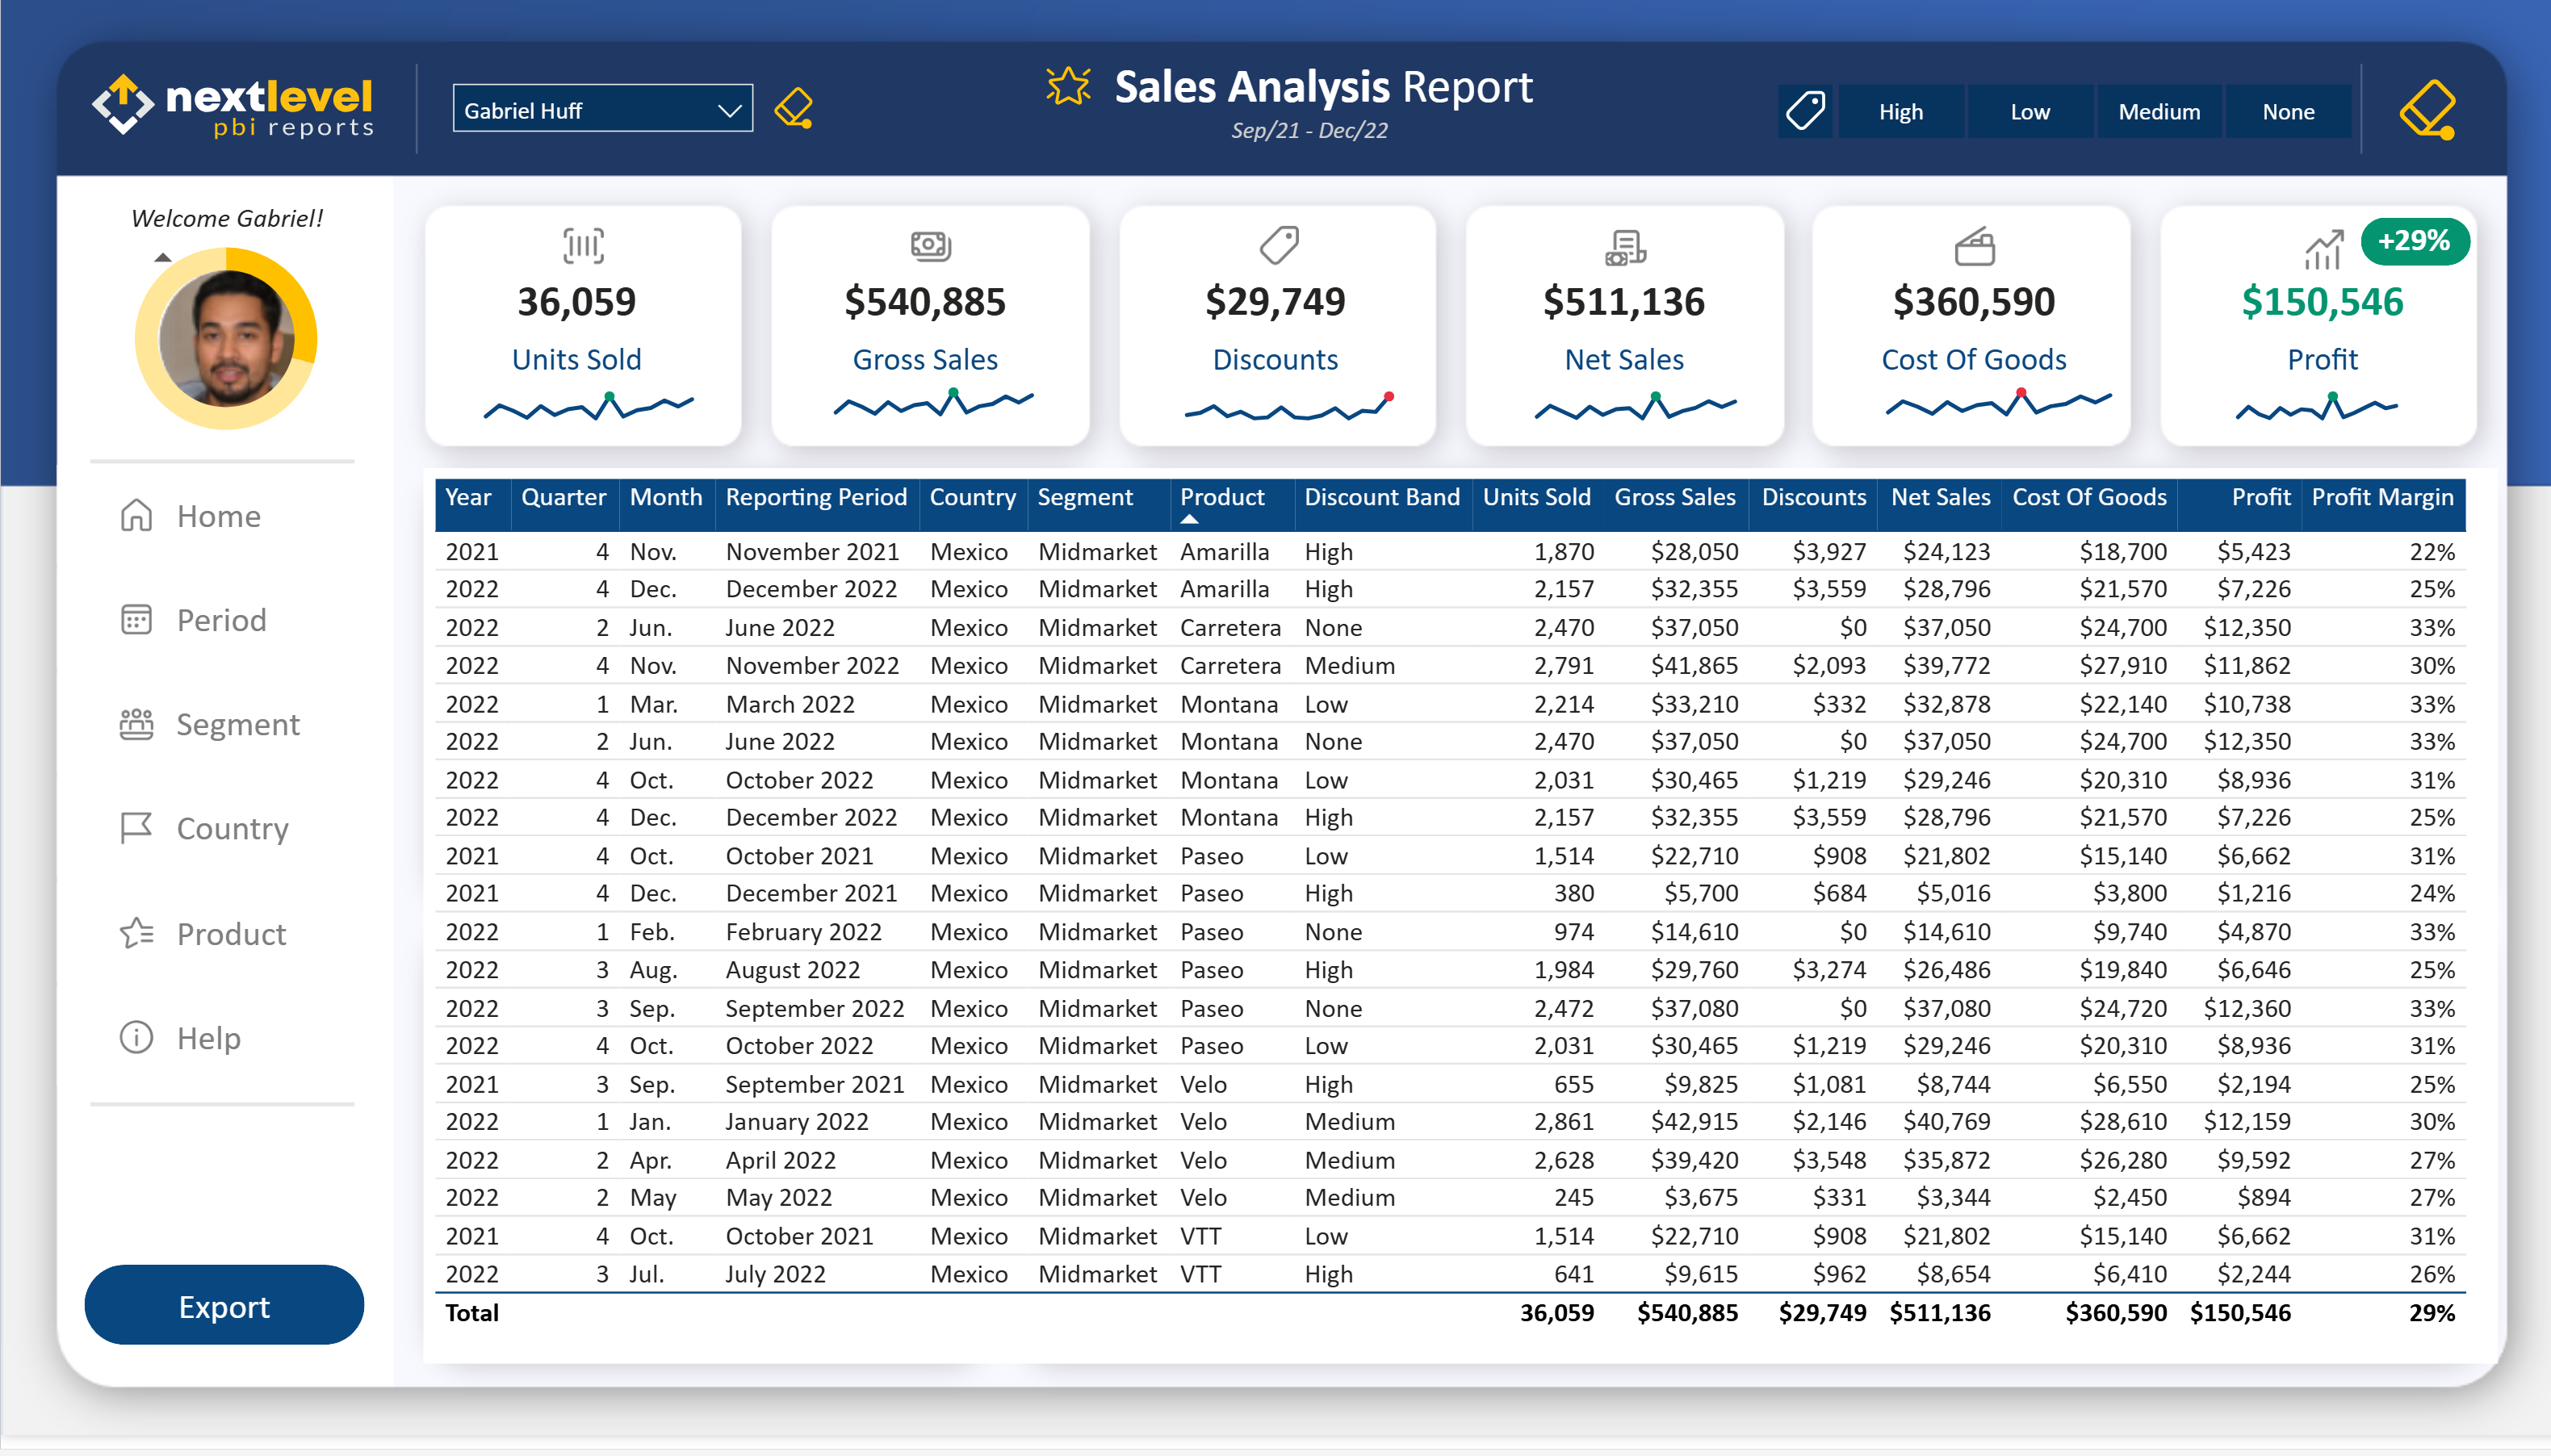 nextlevel
pbi reports
Gabriel Huff
Sales Analysis Report
Sep/21 - Dec/22
High Low Medium None
Welcome Gabriel!
Home
Period
Segment
Country
Product
Help
Export
36,059
Units Sold
$540,885
Gross Sales
$29,749
Discounts
$511,136
Net Sales
$360,590
Cost Of Goods
+29%
$150,546
Profit
Year Quarter Month Reporting Period Country Segment Product Discount Band Units Sold Gross Sales Discounts Net Sales Cost Of Goods Profit Profit Margin
2021 4 Nov. November 2021 Mexico Midmarket Amarilla High 1,870 $28,050 $3,927 $24,123 $18,700 $5,423 22%
2022 4 Dec. December 2022 Mexico Midmarket Amarilla High 2,157 $32,355 $3,559 $28,796 $21,570 $7,226 25%
2022 2 Jun. June 2022 Mexico Midmarket Carretera None 2,470 $37,050 $0 $37,050 $24,700 $12,350 33%
2022 4 Nov. November 2022 Mexico Midmarket Carretera Medium 2,791 $41,865 $2,093 $39,772 $27,910 $11,862 30%
2022 1 Mar. March 2022 Mexico Midmarket Montana Low 2,214 $33,210 $332 $32,878 $22,140 $10,738 33%
2022 2 Jun. June 2022 Mexico Midmarket Montana None 2,470 $37,050 $0 $37,050 $24,700 $12,350 33%
2022 4 Oct. October 2022 Mexico Midmarket Montana Low 2,031 $30,465 $1,219 $29,246 $20,310 $8,936 31%
2022 4 Dec. December 2022 Mexico Midmarket Montana High 2,157 $32,355 $3,559 $28,796 $21,570 $7,226 25%
2021 4 Oct. October 2021 Mexico Midmarket Paseo Low 1,514 $22,710 $908 $21,802 $15,140 $6,662 31%
2021 4 Dec. December 2021 Mexico Midmarket Paseo High 380 $5,700 $684 $5,016 $3,800 $1,216 24%
2022 1 Feb. February 2022 Mexico Midmarket Paseo None 974 $14,610 $0 $14,610 $9,740 $4,870 33%
2022 3 Aug. August 2022 Mexico Midmarket Paseo High 1,984 $29,760 $3,274 $26,486 $19,840 $6,646 25%
2022 3 Sep. September 2022 Mexico Midmarket Paseo None 2,472 $37,080 $0 $37,080 $24,720 $12,360 33%
2022 4 Oct. October 2022 Mexico Midmarket Paseo Low 2,031 $30,465 $1,219 $29,246 $20,310 $8,936 31%
2021 3 Sep. September 2021 Mexico Midmarket Velo High 655 $9,825 $1,081 $8,744 $6,550 $2,194 25%
2022 1 Jan. January 2022 Mexico Midmarket Velo Medium 2,861 $42,915 $2,146 $40,769 $28,610 $12,159 30%
2022 2 Apr. April 2022 Mexico Midmarket Velo Medium 2,628 $39,420 $3,548 $35,872 $26,280 $9,592 27%
2022 2 May May 2022 Mexico Midmarket Velo Medium 245 $3,675 $331 $3,344 $2,450 $894 27%
2021 4 Oct. October 2021 Mexico Midmarket VTT Low 1,514 $22,710 $908 $21,802 $15,140 $6,662 31%
2022 3 Jul. July 2022 Mexico Midmarket VTT High 641 $9,615 $962 $8,654 $6,410 $2,244 26%
Total 36,059 $540,885 $29,749 $511,136 $360,590 $150,546 29%